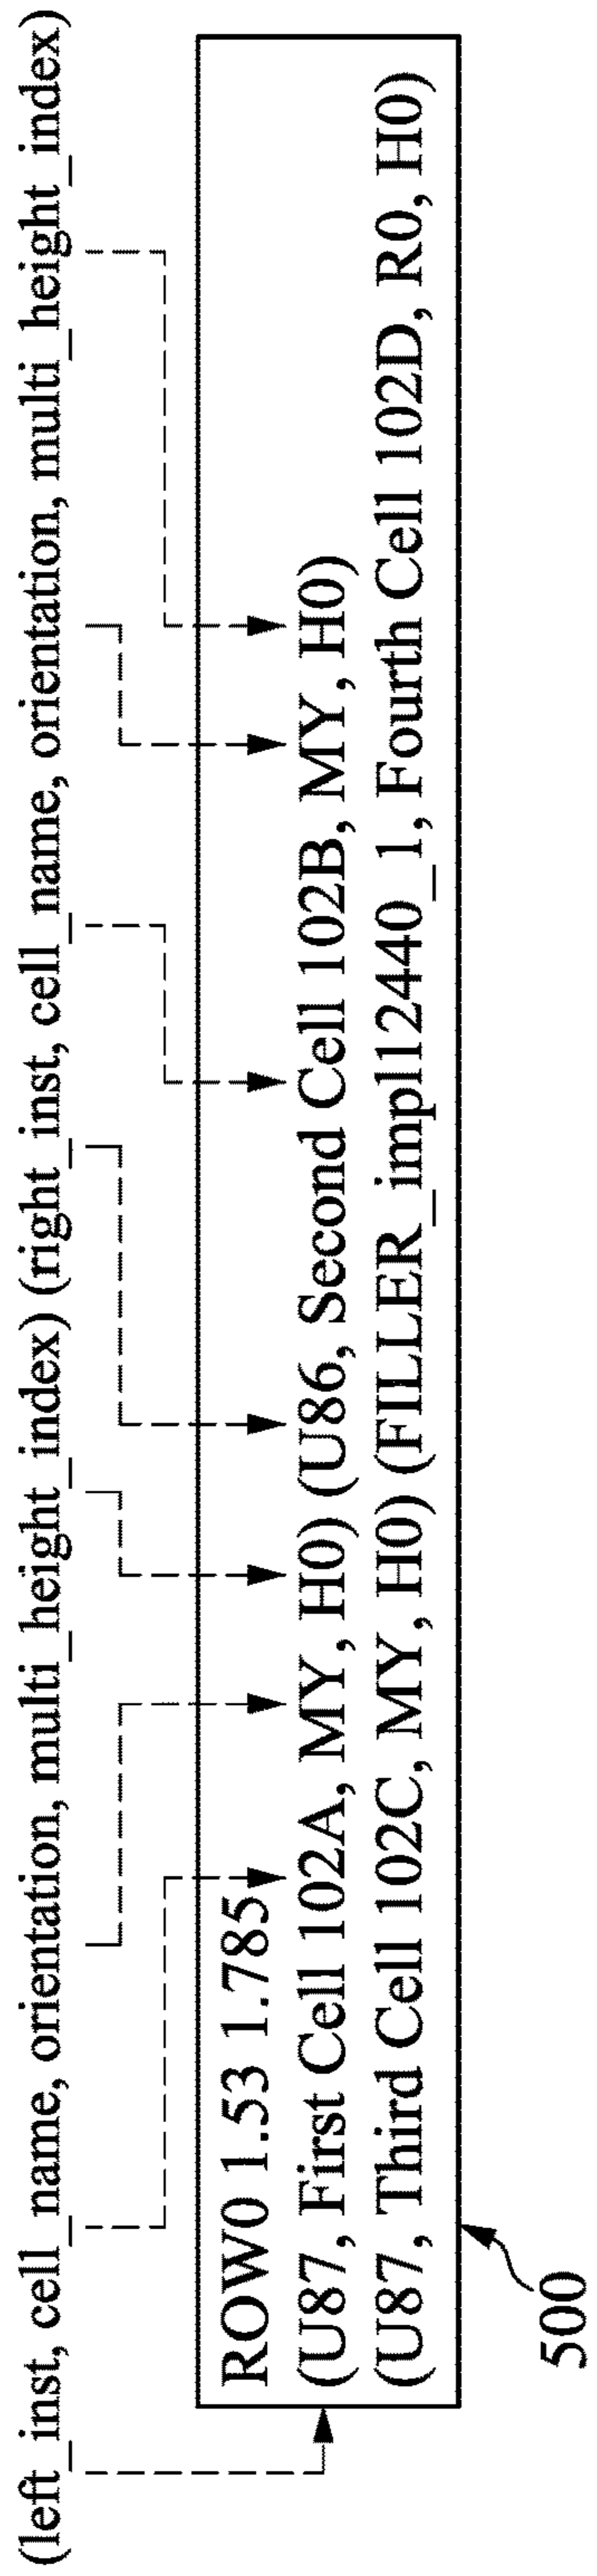 (left_inst, cell_name, orientation, multi_height_index) (right_inst, cell_name, orientation, multi_height_index)
ROW0 1.53 1.785
(U87, First Cell 102A, MY, H0) (U86, Second Cell 102B, MY, H0)
(U87, Third Cell 102C, MY, H0) (FILLER_impl12440_1, Fourth Cell 102D, R0, H0)
500